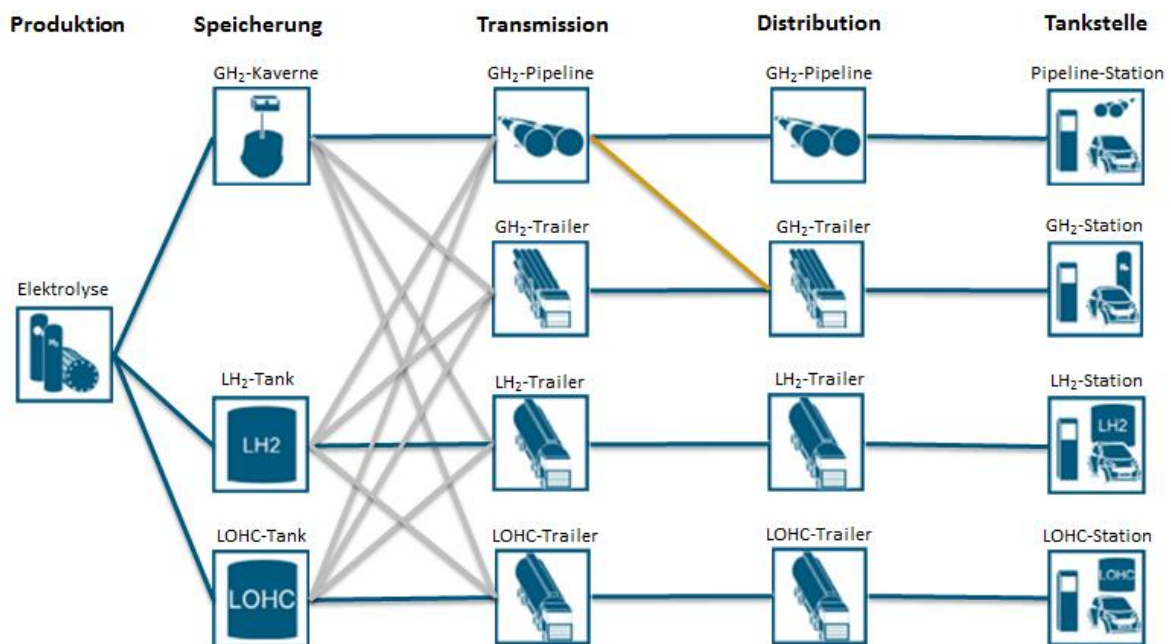 Produktion Speicherung Transmission Distribution Tankstelle
GH₂-Kaverne GH₂-Pipeline GH₂-Pipeline Pipeline-Station
GH₂-Trailer GH₂-Trailer GH₂-Station
Elektrolyse
LH₂-Tank LH₂-Trailer LH₂-Trailer LH₂-Station
LH2 LH2
LOHC-Tank LOHC-Trailer LOHC-Trailer LOHC-Station
LOHC LOHC